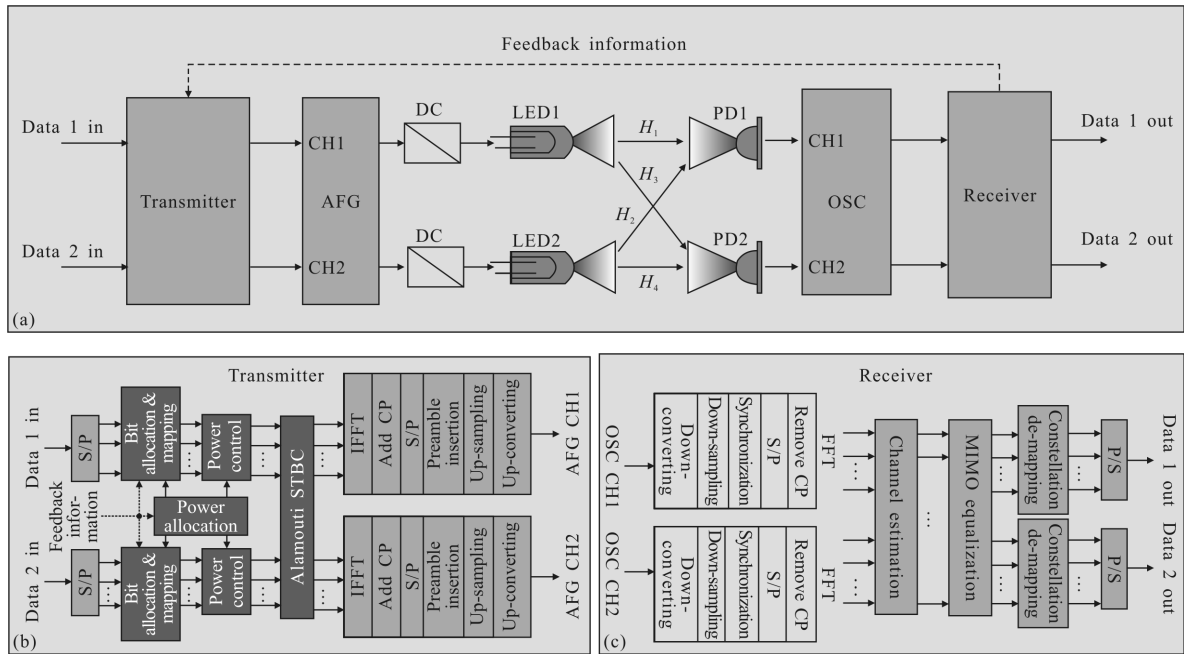 Feedback information
Data 1 in
Data 2 in
Transmitter
CH1
AFG
CH2
DC
DC
LED1
LED2
H1
H3
H2
H4
PD1
PD2
CH1
OSC
CH2
Receiver
Data 1 out
Data 2 out
(a)
Transmitter
Data 1 in
Feedback
infor-
mation
Data 2 in
S/P
S/P
Bit
allocation &
mapping
Power
control
Power
allocation
Bit
allocation &
mapping
Power
control
Alamouti STBC
IFFT
Add CP
S/P
Preamble
insertion
Up-sampling
Up-converting
IFFT
Add CP
S/P
Preamble
insertion
Up-sampling
Up-converting
AFG CH1
AFG CH2
(b)
Receiver
OSC CH1
OSC CH2
Down-
converting
Down-sampling
Synchronization
S/P
Remove CP
FFT
Down-
converting
Down-sampling
Synchronization
S/P
Remove CP
FFT
Channel estimation
MIMO equalization
Constellation
de-mapping
Constellation
de-mapping
P/S
P/S
Data 1 out
Data 2 out
(c)